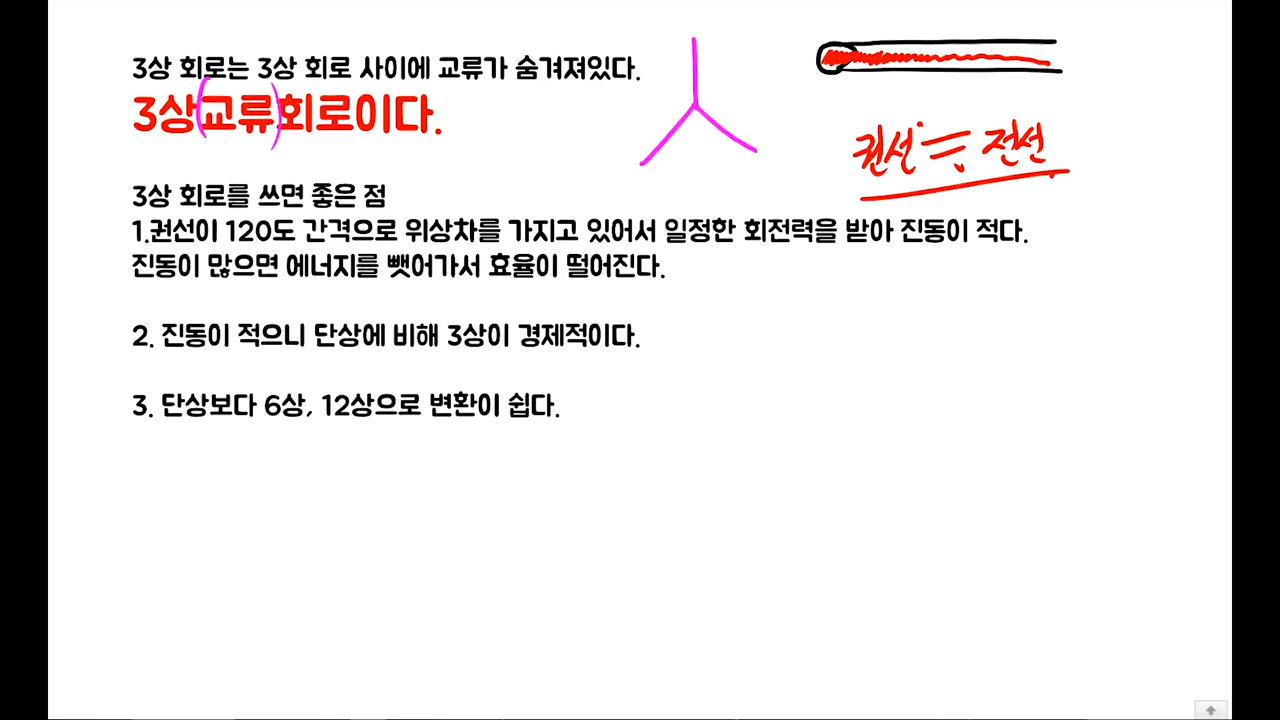 3상 회로는 3상 회로 사이에 교류가 숨겨져있다.
3상(교류)회로이다.
권선 = 전선
3상 회로를 쓰면 좋은 점
1.권선이 120도 간격으로 위상차를 가지고 있어서 일정한 회전력을 받아 진동이 적다.
진동이 많으면 에너지를 뺏어가서 효율이 떨어진다.
2. 진동이 적으니 단상에 비해 3상이 경제적이다.
3. 단상보다 6상, 12상으로 변환이 쉽다.